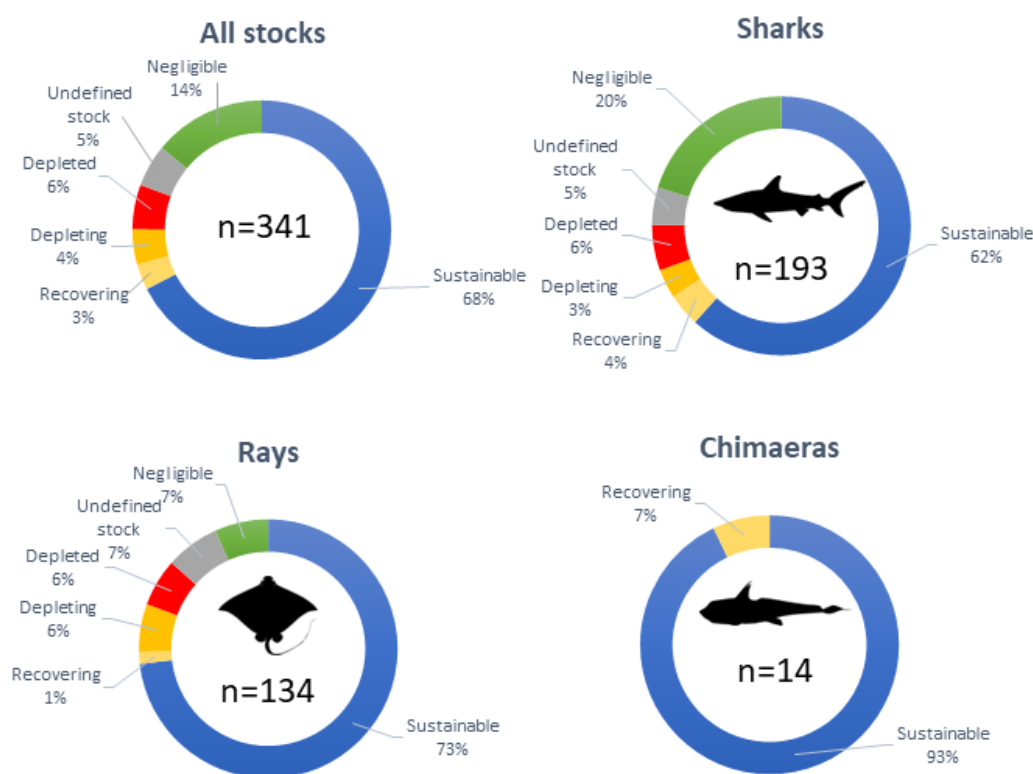 All stocks
Negligible
14%
Undefined
stock
5%
Depleted
6%
Depleting
4%
Recovering
3%
n=341
Sustainable
68%
Sharks
Negligible
20%
Undefined
stock
5%
Depleted
6%
Depleting
3%
Recovering
4%
n=193
Sustainable
62%
Rays
Negligible
7%
Undefined
stock
7%
Depleted
6%
Depleting
6%
Recovering
1%
n=134
Sustainable
73%
Chimaeras
Recovering
7%
n=14
Sustainable
93%